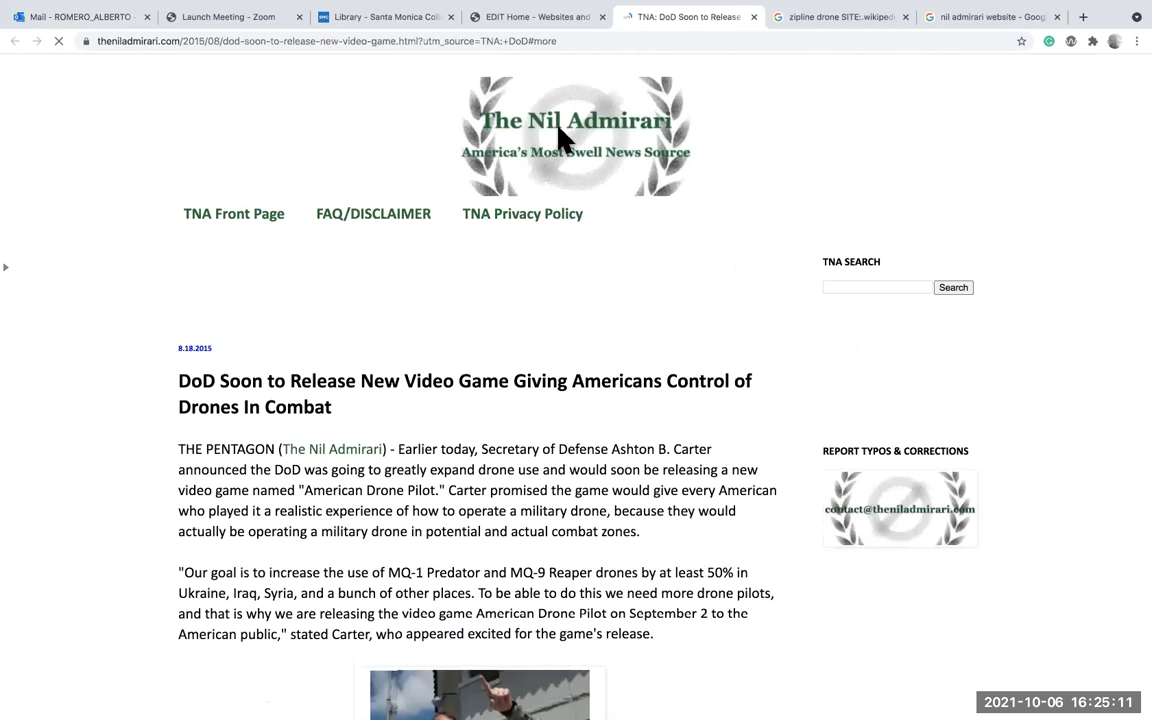 Mail - ROMERO_ALBERTO -
Launch Meeting - Zoom
Library - Santa Monica Coll
EDIT Home - Websites and
TNA: DoD Soon to Release
zipline drone SITE:.wikiped
nil admirari website - Goog
theniladmirari.com/2015/08/dod-soon-to-release-new-video-game.html?utm_source=TNA:+DoD#more
The Nil Admirari
America's Most Swell News Source
TNA Front Page
FAQ/DISCLAIMER
TNA Privacy Policy
TNA SEARCH
Search
8.18.2015
DoD Soon to Release New Video Game Giving Americans Control of
Drones In Combat
THE PENTAGON (The Nil Admirari) - Earlier today, Secretary of Defense Ashton B. Carter
announced the DoD was going to greatly expand drone use and would soon be releasing a new
video game named "American Drone Pilot." Carter promised the game would give every American
who played it a realistic experience of how to operate a military drone, because they would
actually be operating a military drone in potential and actual combat zones.
"Our goal is to increase the use of MQ-1 Predator and MQ-9 Reaper drones by at least 50% in
Ukraine, Iraq, Syria, and a bunch of other places. To be able to do this we need more drone pilots,
and that is why we are releasing the video game American Drone Pilot on September 2 to the
American public," stated Carter, who appeared excited for the game's release.
REPORT TYPOS & CORRECTIONS
contact@theniladmirari.com
2021-10-06 16:25:11